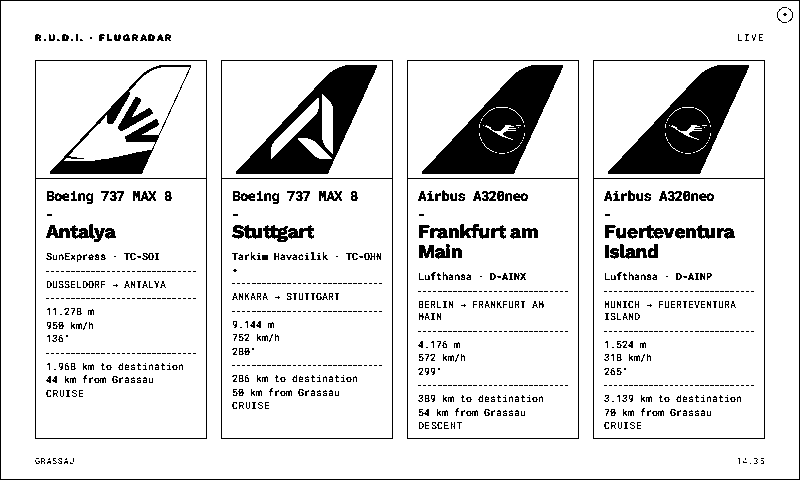 R.U.D.I. · FLUGRADAR
LIVE
Boeing 737 MAX 8
-
Antalya
SunExpress · TC-SOI
DUSSELDORF → ANTALYA
11.278 m
950 km/h
136°
1.968 km to destination
44 km from Grassau
CRUISE
Boeing 737 MAX 8
-
Stuttgart
Tarkim Havacilik · TC-OHN
•
ANKARA → STUTTGART
9.144 m
752 km/h
280°
286 km to destination
50 km from Grassau
CRUISE
Airbus A320neo
-
Frankfurt am
Main
Lufthansa · D-AINX
BERLIN → FRANKFURT AM
MAIN
4.176 m
572 km/h
299°
389 km to destination
54 km from Grassau
DESCENT
Airbus A320neo
-
Fuerteventura
Island
Lufthansa · D-AINP
MUNICH → FUERTEVENTURA
ISLAND
1.524 m
318 km/h
265°
3.139 km to destination
70 km from Grassau
CRUISE
GRASSAU
14.35